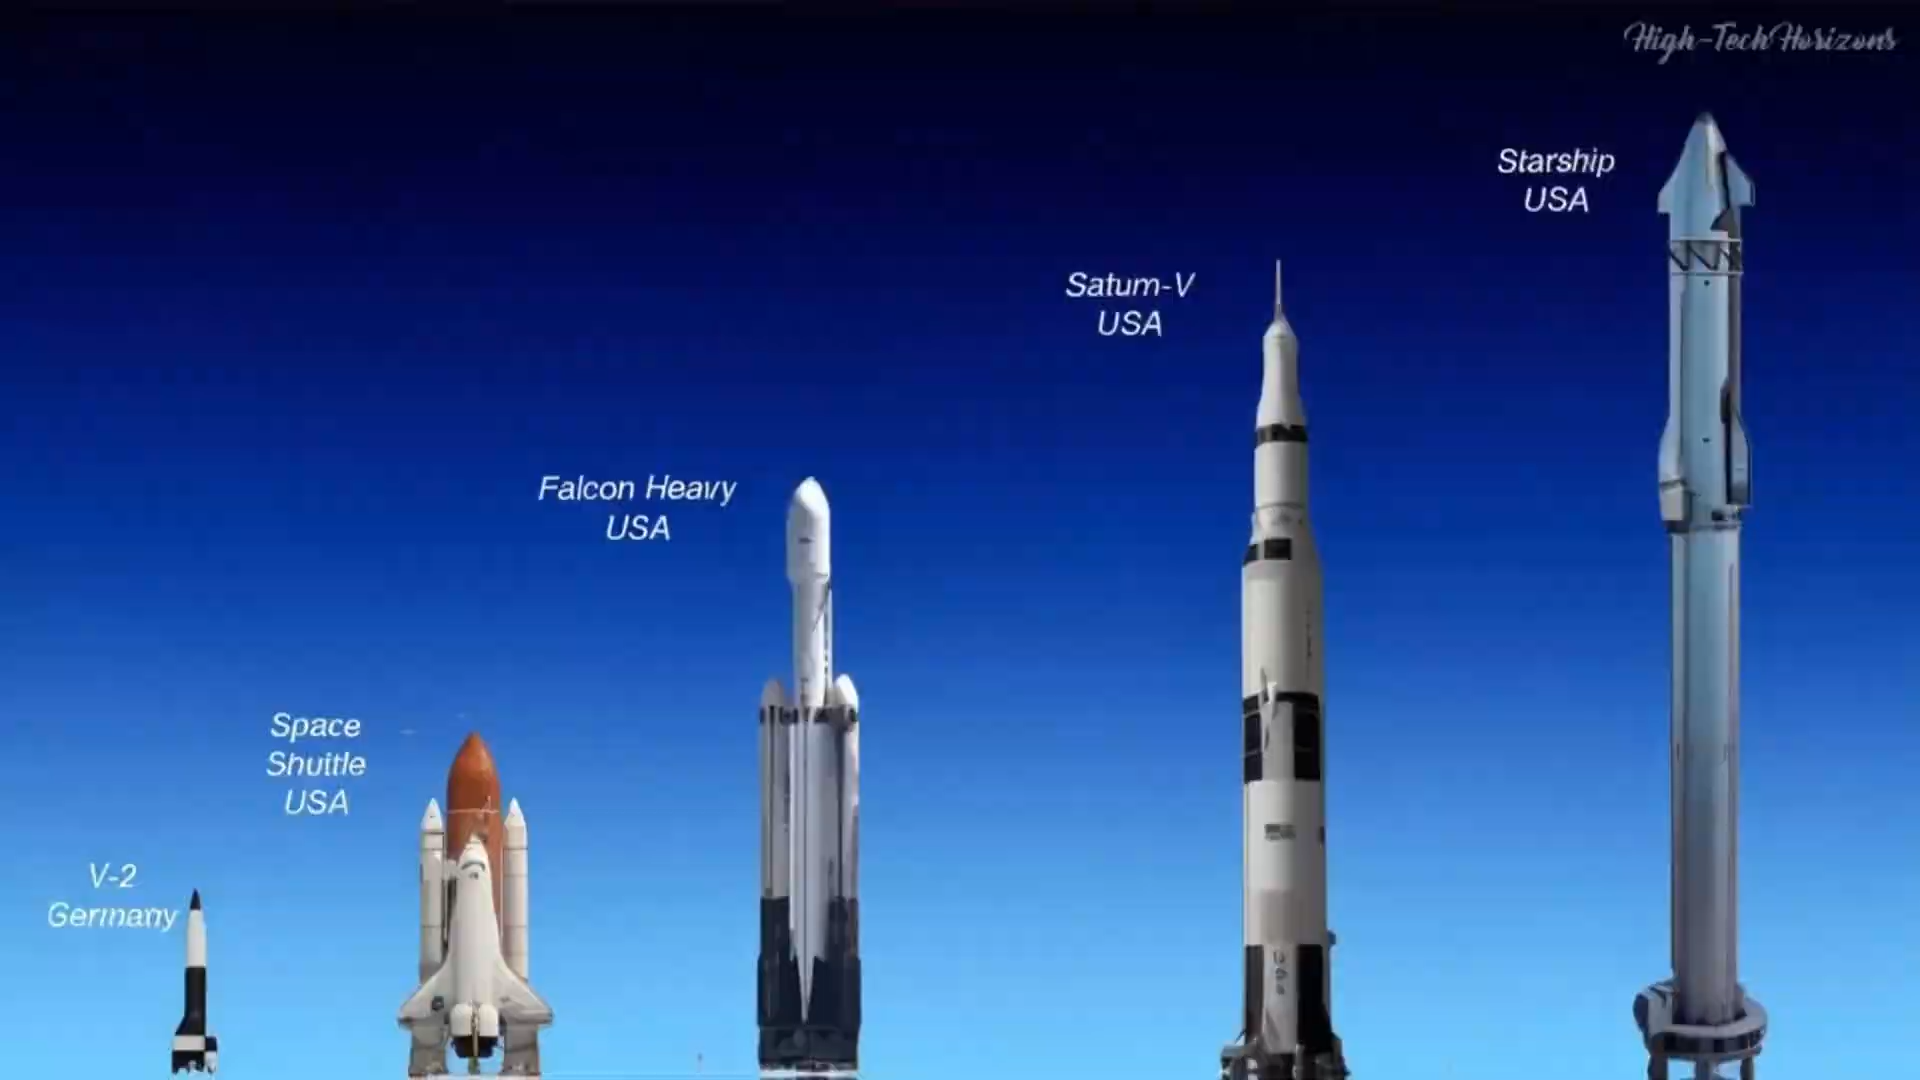 High-Tech Horizons
Starship
USA
Satum-V
USA
Falcon Heavy
USA
Space
Shuttle
USA
V-2
Germany